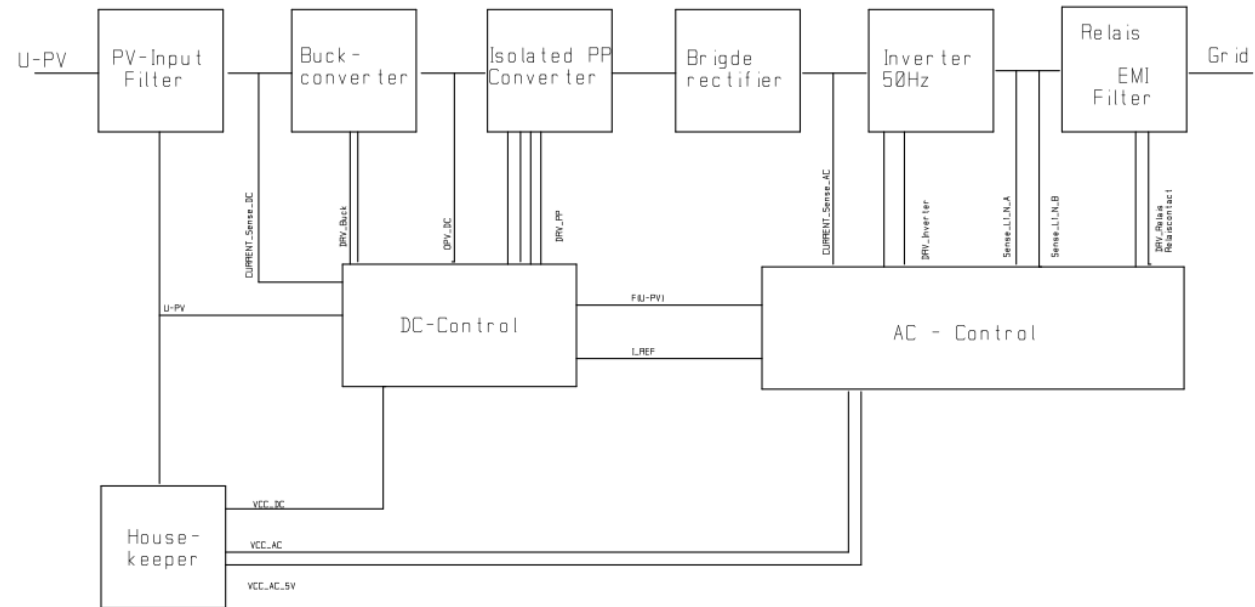 U-PV
PV-Input
Filter
Buck-
converter
Isolated PP
Converter
Brigde
rectifier
Inverter
50Hz
Relais
EMI
Filter
Grid
CURRENT_Sense_DC
DRV_Buck
OPV_DC
DRV_PP
CURRENT_Sense_AC
DRV_Inverter
Sense_L1_N_A
Sense_L1_N_B
DRV_Relais
Relaiscontact
U-PV
DC-Control
F(U-PV)
I_REF
AC - Control
House-
keeper
VCC_DC
VCC_AC
VCC_AC_5V